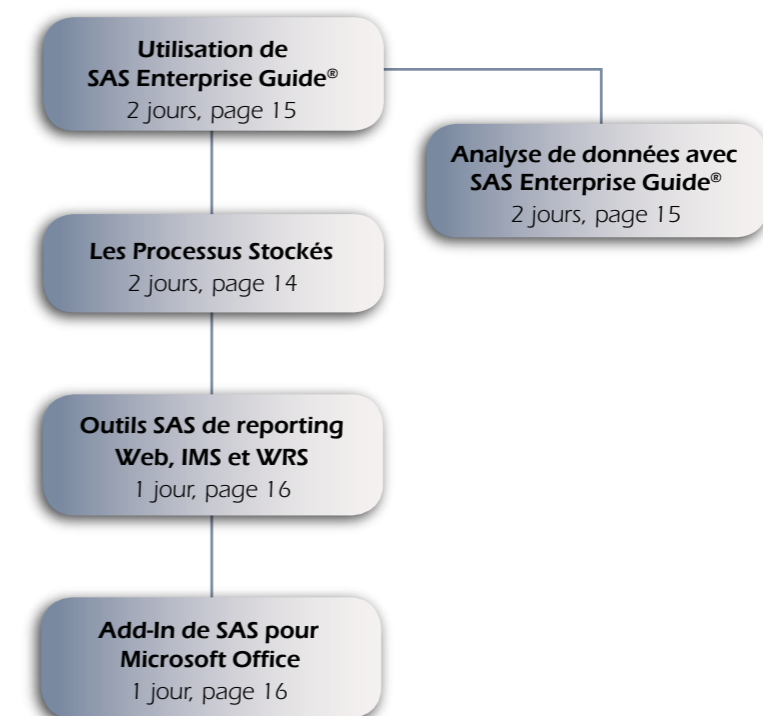 Utilisation de
SAS Enterprise Guide®
2 jours, page 15
Analyse de données avec
SAS Enterprise Guide®
2 jours, page 15
Les Processus Stockés
2 jours, page 14
Outils SAS de reporting
Web, IMS et WRS
1 jour, page 16
Add-In de SAS pour
Microsoft Office
1 jour, page 16